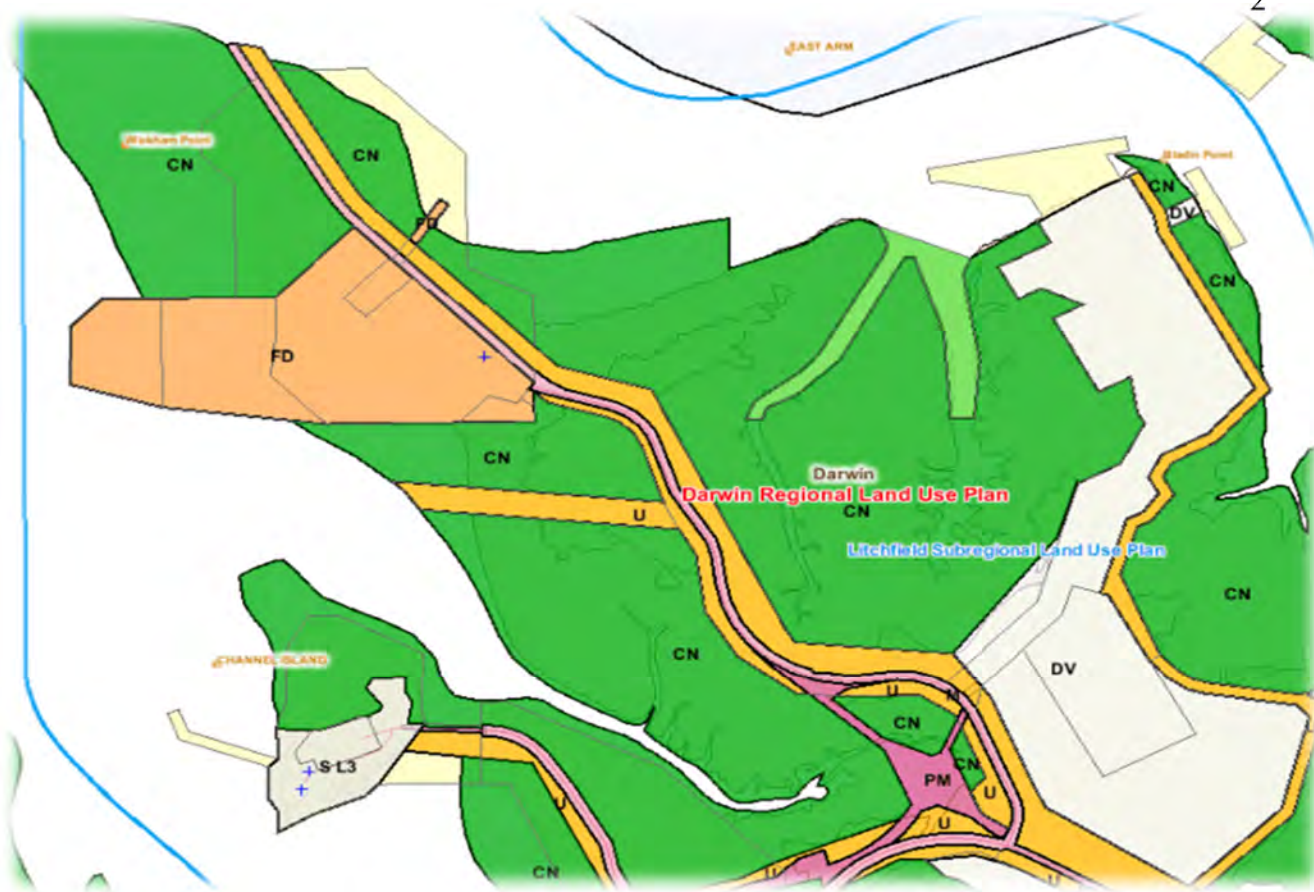 2
EAST ARM
Wickham Point
CN
CN
Bladin Point
CN
DV
FD
CN
FD
CN
Darwin
Darwin Regional Land Use Plan
CN
U
Litchfield Subregional Land Use Plan
CN
CN
CHANNEL ISLAND
DV
U
M
CN
S L3
CN
PM
U
U
U
CN
U
U